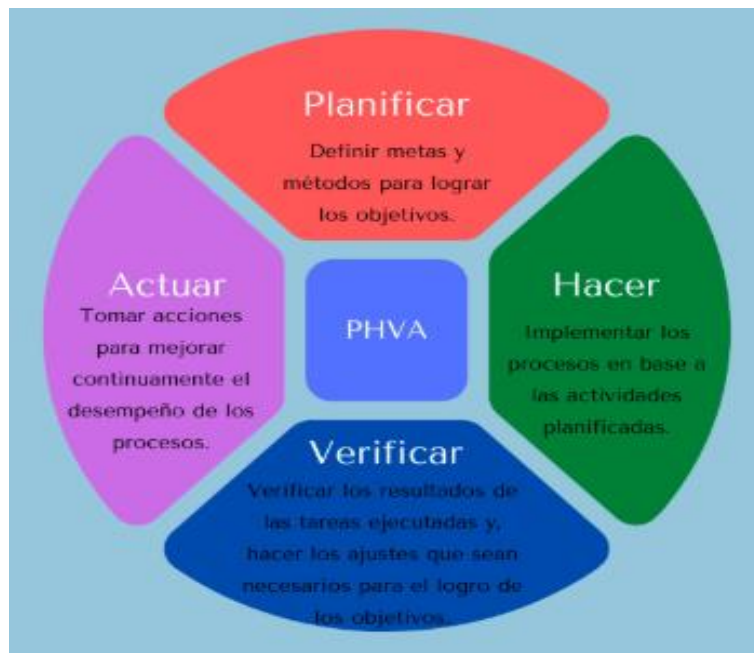 Planificar
Definir metas y
métodos para lograr
los objetivos.
Hacer
Implementar los
procesos en base a
las actividades
planificadas.
Verificar
Verificar los resultados de
las tareas ejecutadas y,
hacer los ajustes que sean
necesarios para el logro de
los objetivos.
Actuar
Tomar acciones
para mejorar
continuamente el
desempeño de los
procesos.
PHVA